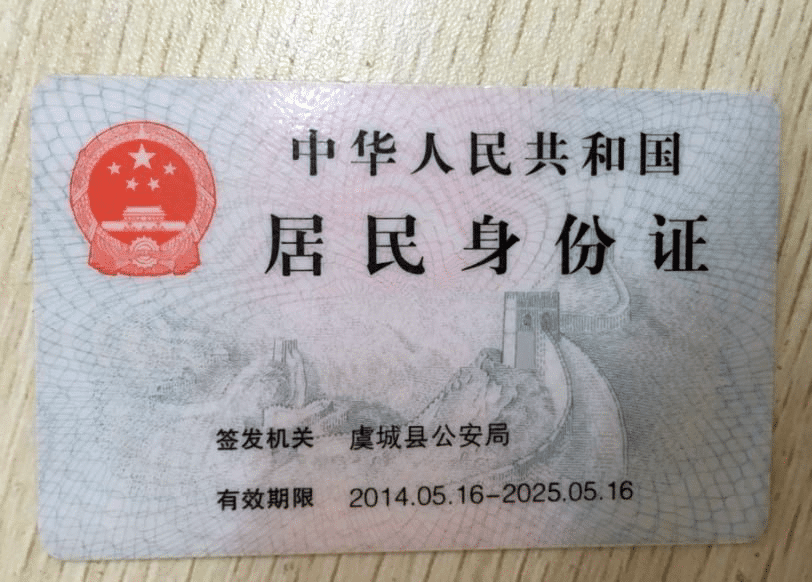 中华人民共和国
居民身份证
签发机关 虞城县公安局
有效期限 2014.05.16-2025.05.16